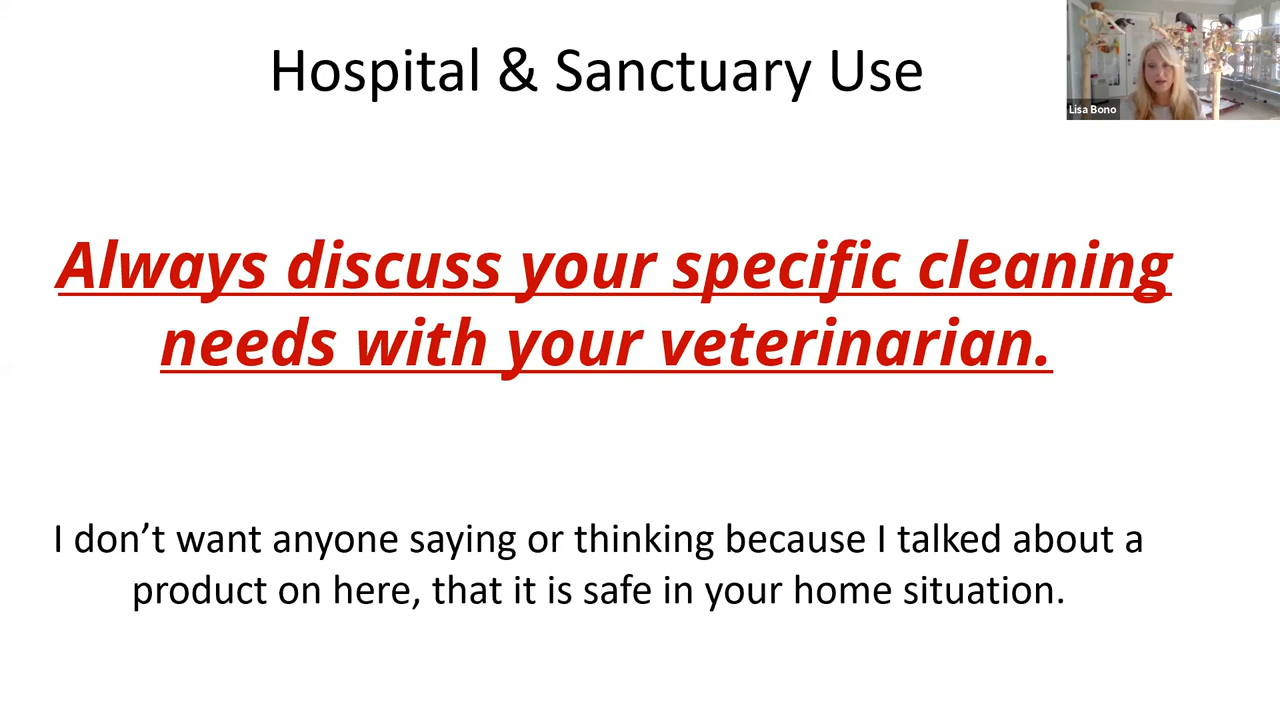 Hospital & Sanctuary Use
Lisa Bono
Always discuss your specific cleaning
needs with your veterinarian.
I don’t want anyone saying or thinking because I talked about a
product on here, that it is safe in your home situation.